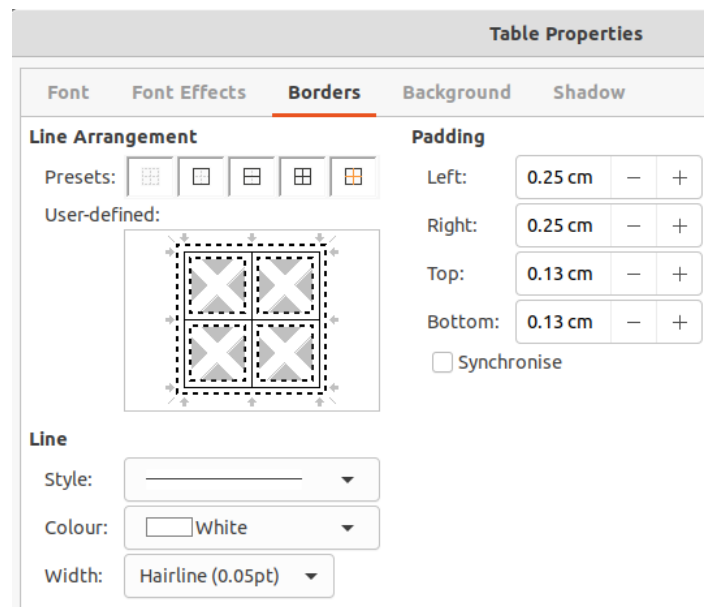 Table Properties
Font Font Effects Borders Background Shadow
Line Arrangement
Presets:
User-defined:
Padding
Left: 0.25 cm − +
Right: 0.25 cm − +
Top: 0.13 cm − +
Bottom: 0.13 cm − +
Synchronise
Line
Style:
Colour: White
Width: Hairline (0.05pt)